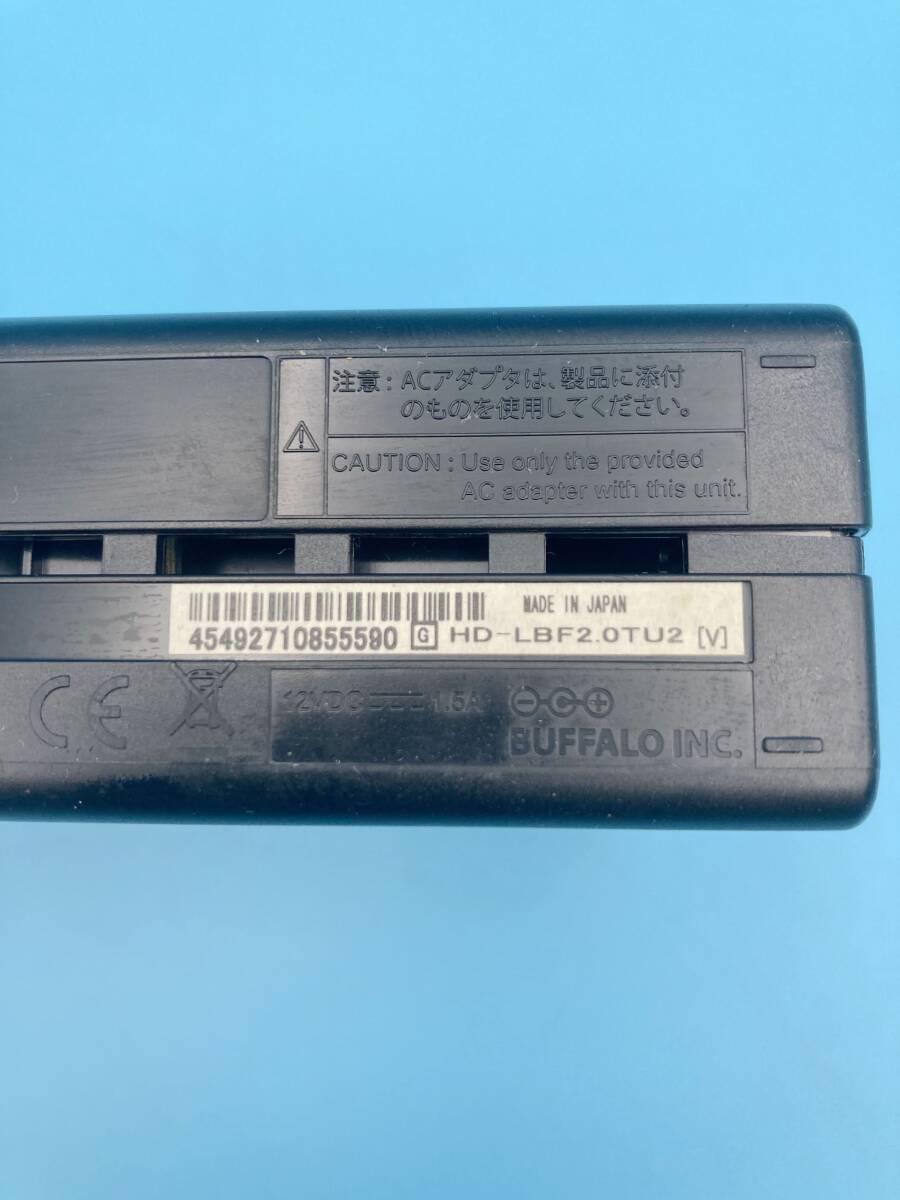 注意：ACアダプタは、製品に添付
のものを使用してください。
CAUTION : Use only the provided
AC adapter with this unit.
MADE IN JAPAN
45492710855590 G HD-LBF2.0TU2 [V]
CE
12VDC 1.5A
BUFFALO INC.